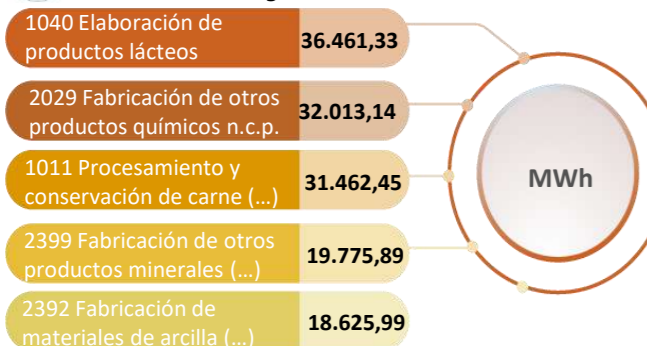 1040 Elaboración de
productos lácteos
36.461,33
2029 Fabricación de otros
productos químicos n.c.p.
32.013,14
1011 Procesamiento y
conservación de carne (...)
31.462,45
2399 Fabricación de otros
productos minerales (...)
19.775,89
2392 Fabricación de
materiales de arcilla (...)
18.625,99
MWh